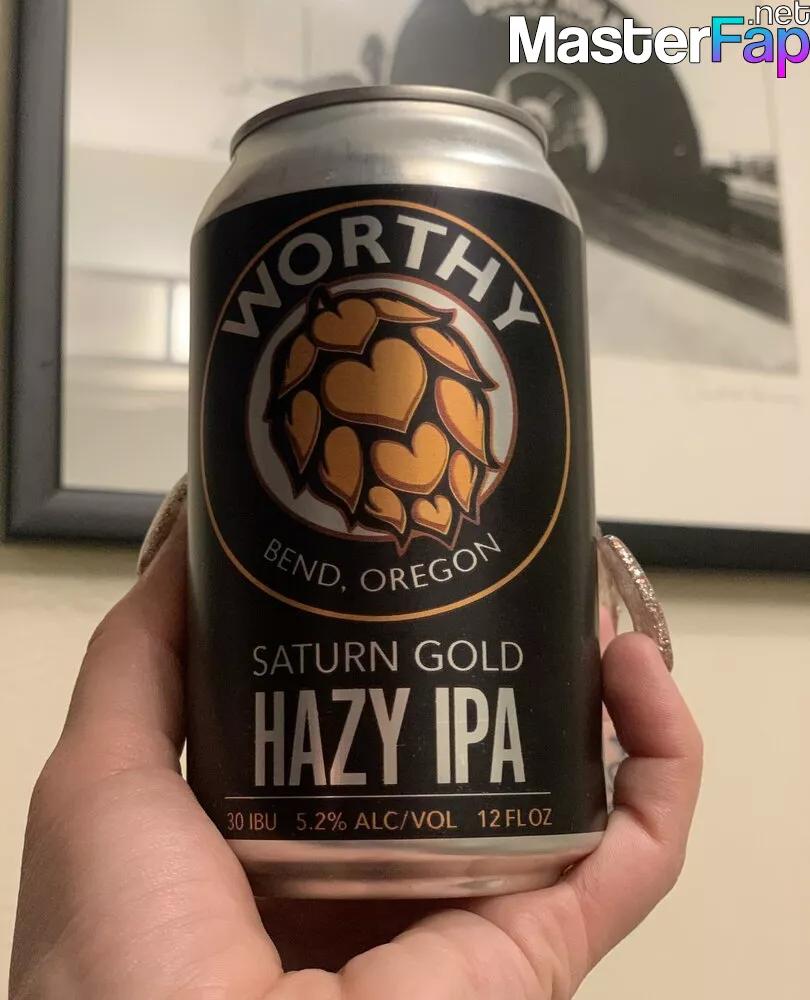 .net
MasterFap
WORTHY
BEND, OREGON
SATURN GOLD
HAZY IPA
30 IBU 5.2% ALC/VOL 12 FL OZ